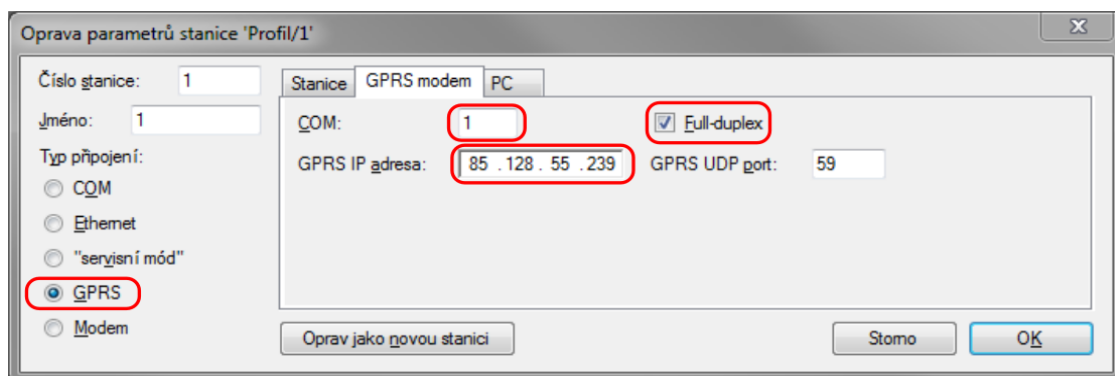 Oprava parametrů stanice 'Profil/1'
Číslo stanice: 1
Jméno: 1
Typ připojení:
COM
Ethernet
"servisní mód"
GPRS
Modem
Stanice GPRS modem PC
COM: 1 Full-duplex
GPRS IP adresa: 85 .128 . 55 .239 GPRS UDP port: 59
Oprav jako novou stanici Storno OK